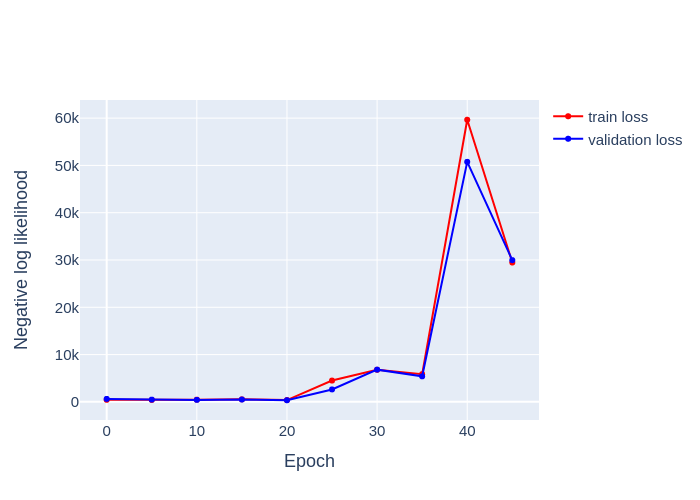 60k
50k
40k
30k
20k
10k
0
0 10 20 30 40
Epoch
Negative log likelihood
train loss
validation loss